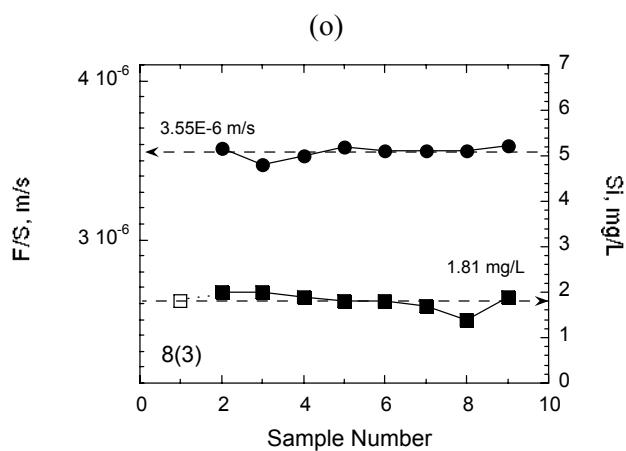 (o)
4 10-6
3 10-6
F/S, m/s
3.55E-6 m/s
1.81 mg/L
8(3)
7
6
5
4
3
2
1
0
Si, mg/L
0 2 4 6 8 10
Sample Number